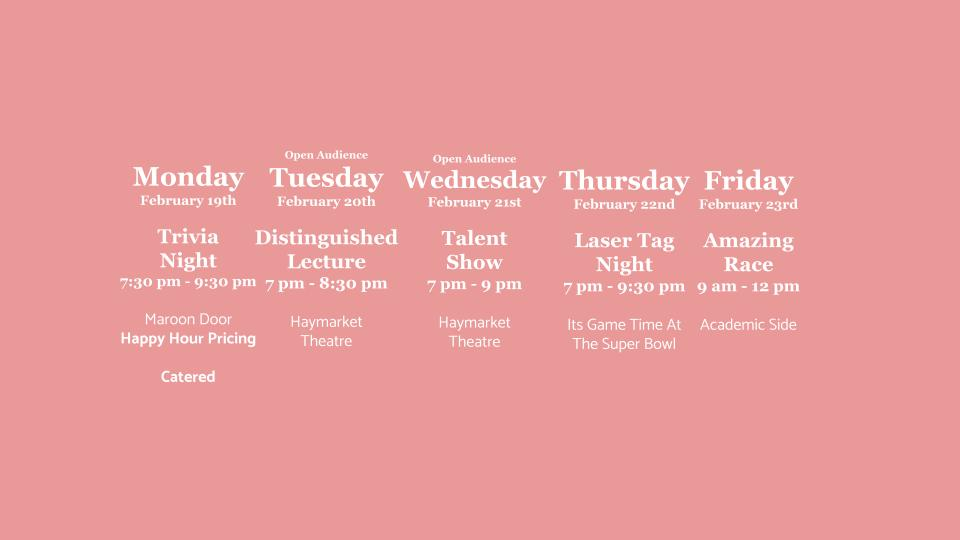 Monday
February 19th
Trivia
Night
7:30 pm - 9:30 pm
Maroon Door
Happy Hour Pricing
Catered
Open Audience
Tuesday
February 20th
Distinguished
Lecture
7 pm - 8:30 pm
Haymarket
Theatre
Open Audience
Wednesday
February 21st
Talent
Show
7 pm - 9 pm
Haymarket
Theatre
Thursday
February 22nd
Laser Tag
Night
7 pm - 9:30 pm
Its Game Time At
The Super Bowl
Friday
February 23rd
Amazing
Race
9 am - 12 pm
Academic Side